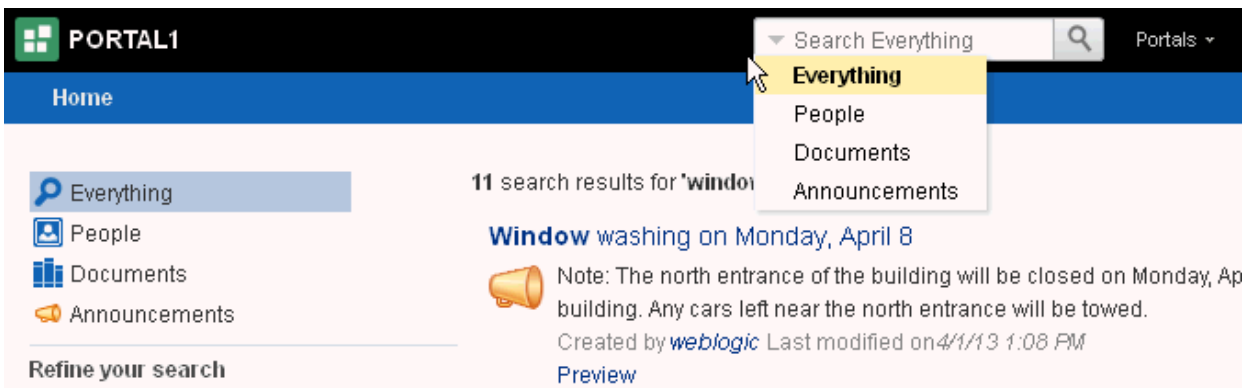 PORTAL1
Search Everything
Portals
Everything
People
Documents
Announcements
Home
Everything
People
Documents
Announcements
Refine your search
11 search results for 'window
Window washing on Monday, April 8
Note: The north entrance of the building will be closed on Monday, Ap
building. Any cars left near the north entrance will be towed.
Created by weblogic Last modified on4/1/13 1:08 PM
Preview